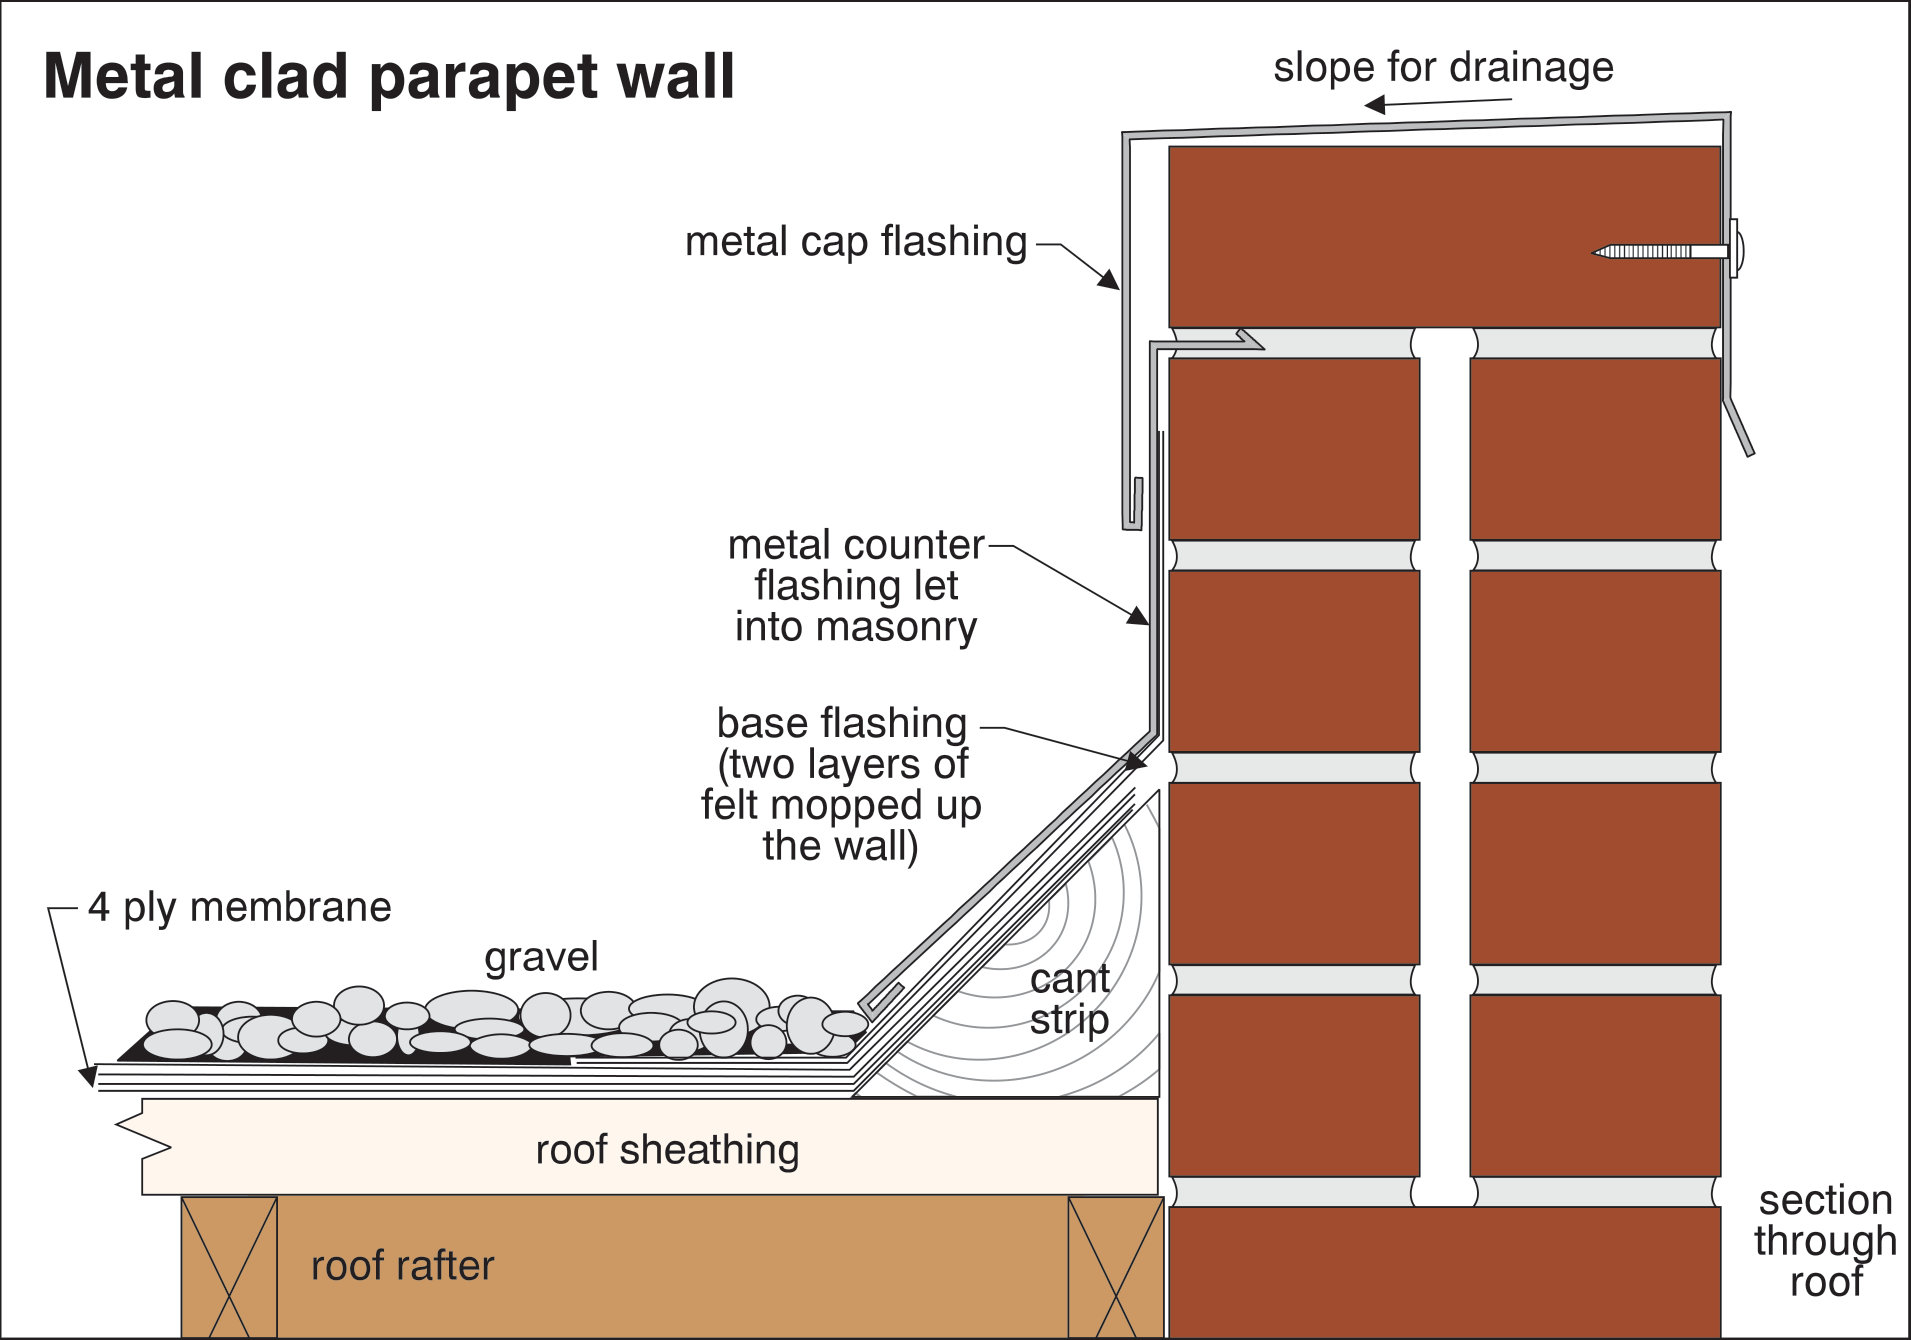 Metal clad parapet wall
slope for drainage
metal cap flashing
metal counter
flashing let
into masonry
base flashing
(two layers of
felt mopped up
the wall)
4 ply membrane
gravel
cant
strip
roof sheathing
roof rafter
section
through
roof